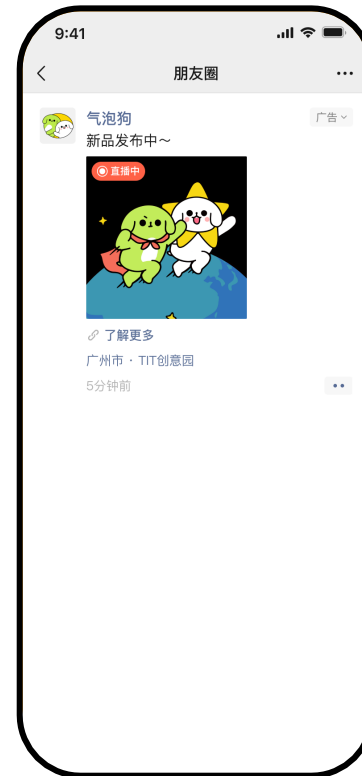 9:41
朋友圈
气泡狗
广告
新品发布中～
直播中
了解更多
广州市 · TIT创意园
5分钟前